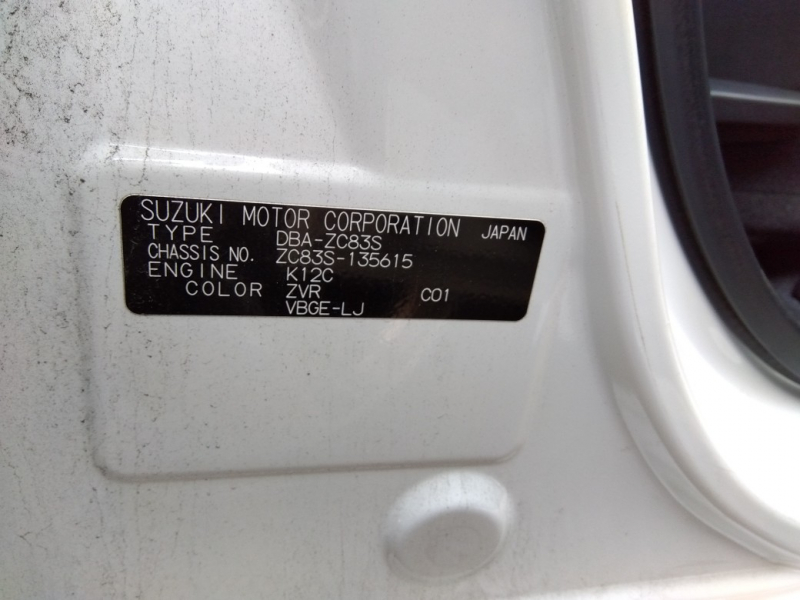 SUZUKI MOTOR CORPORATION JAPAN
TYPE DBA-ZC83S
CHASSIS NO. ZC83S-135615
ENGINE K12C
COLOR ZVR C01
VBGE-LJ